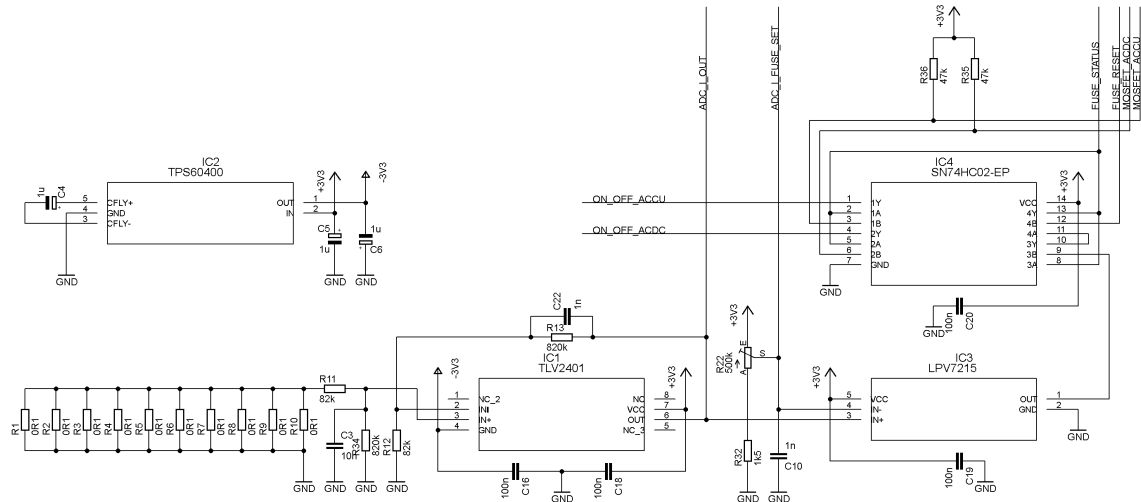 +3V3
R36
47k
R35
47k
ADC_I_OUT
ADC_I_FUSE_SET
FUSE_STATUS
FUSE_RESET
MOSFET_ACDC
MOSFET_ACCU
IC2
TPS60400
1u
C4
5 CFLY+
4 GND
3 CFLY-
OUT 1
IN 2
+3V3
-3V3
C5
1u
1u
C6
GND
GND
GND
ON_OFF_ACCU
ON_OFF_ACDC
IC4
SN74HC02-EP
+3V3
1 1Y
2 1A
3 1B
4 2Y
5 2A
6 2B
7 GND
VCC 14
4Y 13
4B 12
4A 11
3Y 10
3B 9
3A 8
GND
100n
C20
GND
C22
1n
R13
820k
IC1
TLV2401
-3V3
+3V3
1 NC_2
2 IN-
3 IN+
4 GND
NC 8
VCC 7
OUT 6
NC_3 5
+3V3
R22
500k
E
S
A
+3V3
IC3
LPV7215
5 VCC
4 IN-
3 IN+
OUT 1
GND 2
GND
R11
82k
R1
0R1
R2
0R1
R3
0R1
R4
0R1
R5
0R1
R6
0R1
R7
0R1
R8
0R1
R9
0R1
R10
0R1
C3
10n
R34
820k
R12
82k
100n
C16
100n
C18
R32
1k5
1n
C10
100n
C19
GND
GND
GND
GND
GND
GND
GND
GND